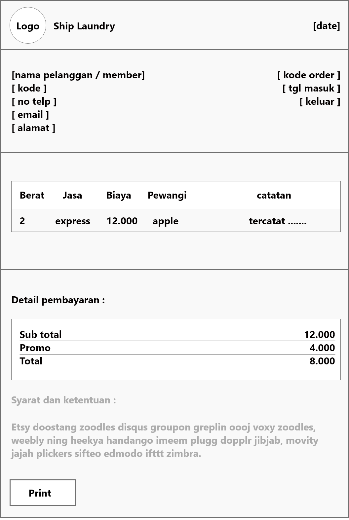 Logo Ship Laundry [date]
[nama pelanggan / member] [ kode order ]
[ kode ] [ tgl masuk ]
[ no telp ] [ keluar ]
[ email ]
[ alamat ]
Berat Jasa Biaya Pewangi catatan
2 express 12.000 apple tercatat .......
Detail pembayaran :
Sub total 12.000
Promo 4.000
Total 8.000
Syarat dan ketentuan :
Etsy doostang zoodles disqus groupon greplin oooj voxy zoodles,
weebly ning heekya handango imeem plugg dopplr jibjab, movity
jajah plickers sifteo edmodo ifttt zimbra.
Print